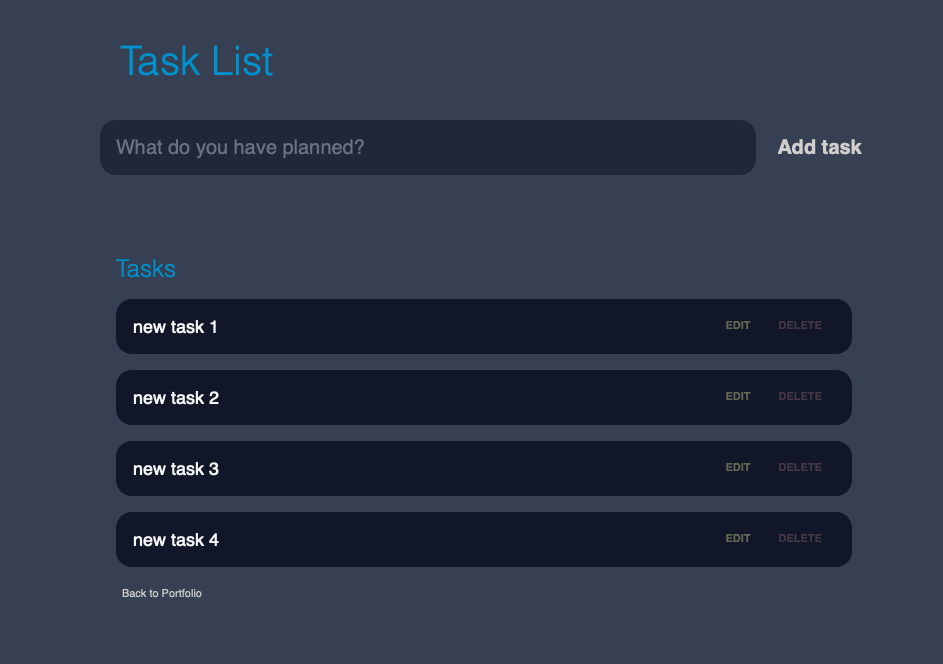 Task List
What do you have planned? Add task
Tasks
new task 1 EDIT DELETE
new task 2 EDIT DELETE
new task 3 EDIT DELETE
new task 4 EDIT DELETE
Back to Portfolio